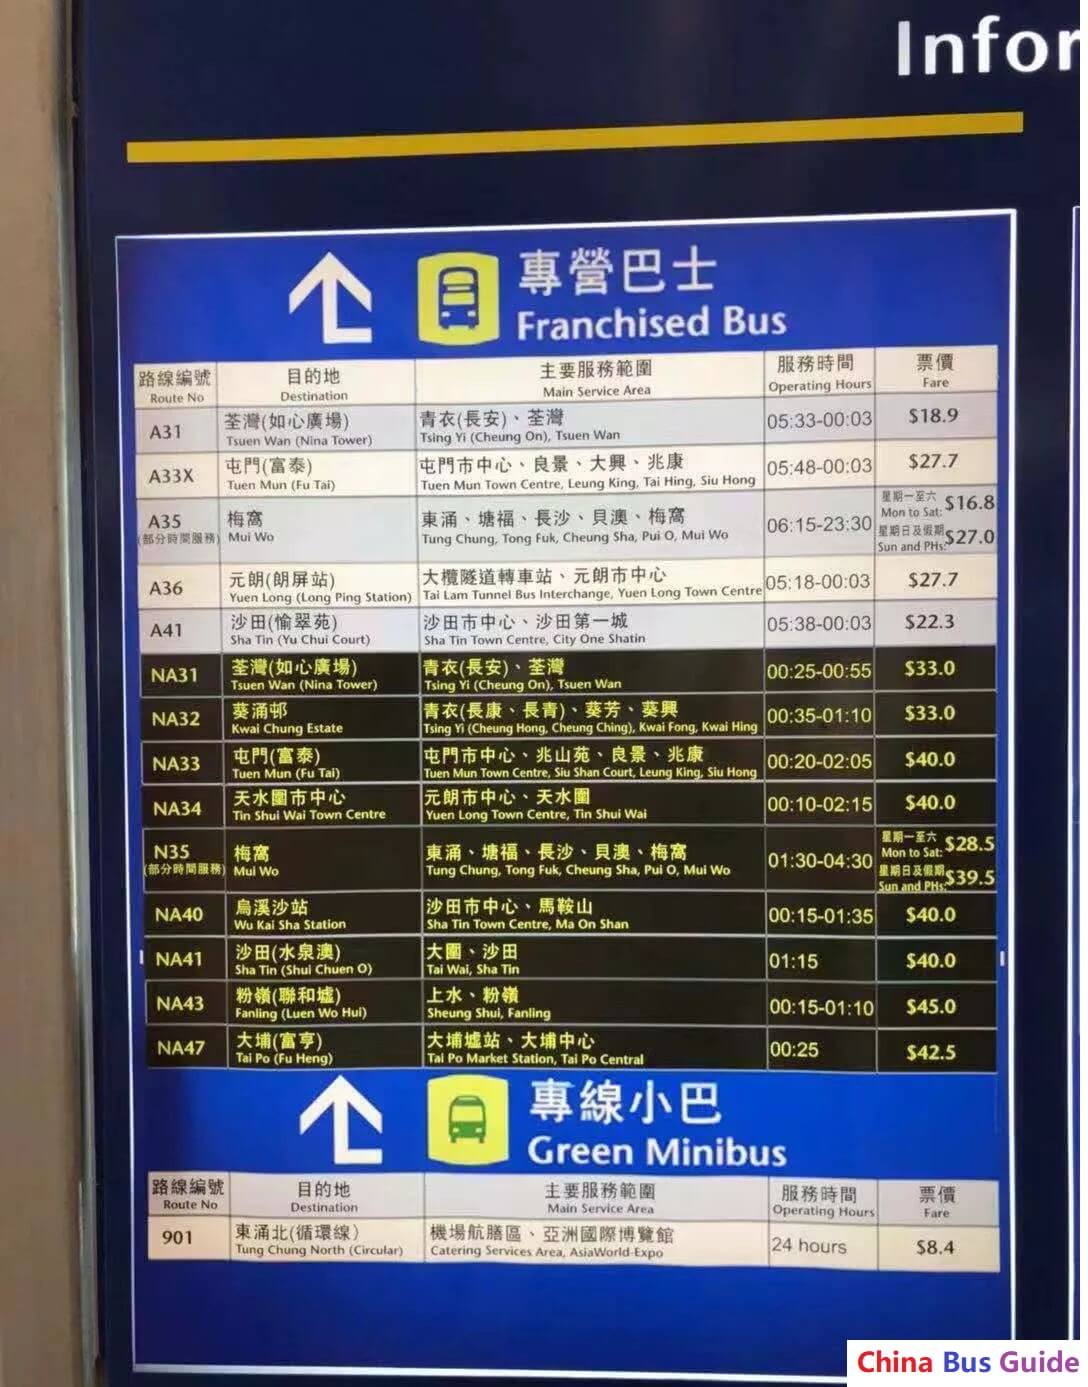 Infor
專營巴士
Franchised Bus
路線編號 目的地 主要服務範圍 服務時間 票價
Route No Destination Main Service Area Operating Hours Fare
A31 荃灣(如心廣場) 青衣(長安)、荃灣 05:33-00:03 $18.9
Tsuen Wan (Nina Tower) Tsing Yi (Cheung On), Tsuen Wan
A33X 屯門(富泰) 屯門市中心、良景、大興、兆康 05:48-00:03 $27.7
Tuen Mun (Fu Tai) Tuen Mun Town Centre, Leung King, Tai Hing, Siu Hong
A35 梅窩 東涌、塘福、長沙、貝澳、梅窩 06:15-23:30 星期一至六 $16.8
Mon to Sat:
(部分時間服務) Mui Wo Tung Chung, Tong Fuk, Cheung Sha, Pui O, Mui Wo 星期日及假期 $27.0
Sun and PHs:
A36 元朗(朗屏站) 大欖隧道轉車站、元朗市中心 05:18-00:03 $27.7
Yuen Long (Long Ping Station) Tai Lam Tunnel Bus Interchange, Yuen Long Town Centre
A41 沙田(愉翠苑) 沙田市中心、沙田第一城 05:38-00:03 $22.3
Sha Tin (Yu Chui Court) Sha Tin Town Centre, City One Shatin
NA31 荃灣(如心廣場) 青衣(長安)、荃灣 00:25-00:55 $33.0
Tsuen Wan (Nina Tower) Tsing Yi (Cheung On), Tsuen Wan
NA32 葵涌邨 青衣(長康、長青)、葵芳、葵興 00:35-01:10 $33.0
Kwai Chung Estate Tsing Yi (Cheung Hong, Cheung Ching), Kwai Fong, Kwai Hing
NA33 屯門(富泰) 屯門市中心、兆山苑、良景、兆康 00:20-02:05 $40.0
Tuen Mun (Fu Tai) Tuen Mun Town Centre, Siu Shan Court, Leung King, Siu Hong
NA34 天水圍市中心 元朗市中心、天水圍 00:10-02:15 $40.0
Tin Shui Wai Town Centre Yuen Long Town Centre, Tin Shui Wai
N35 梅窩 東涌、塘福、長沙、貝澳、梅窩 01:30-04:30 星期一至六 $28.5
Mon to Sat:
(部分時間服務) Mui Wo Tung Chung, Tong Fuk, Cheung Sha, Pui O, Mui Wo 星期日及假期 $39.5
Sun and PHs:
NA40 烏溪沙站 沙田市中心、馬鞍山 00:15-01:35 $40.0
Wu Kai Sha Station Sha Tin Town Centre, Ma On Shan
NA41 沙田(水泉澳) 大圍、沙田 01:15 $40.0
Sha Tin (Shui Chuen O) Tai Wai, Sha Tin
NA43 粉嶺(聯和墟) 上水、粉嶺 00:15-01:10 $45.0
Fanling (Luen Wo Hui) Sheung Shui, Fanling
NA47 大埔(富亨) 大埔墟站、大埔中心 00:25 $42.5
Tai Po (Fu Heng) Tai Po Market Station, Tai Po Central
專線小巴
Green Minibus
路線編號 目的地 主要服務範圍 服務時間 票價
Route No Destination Main Service Area Operating Hours Fare
901 東涌北(循環線) 機場航膳區、亞洲國際博覽館 24 hours $8.4
Tung Chung North (Circular) Catering Services Area, AsiaWorld-Expo
China Bus Guide